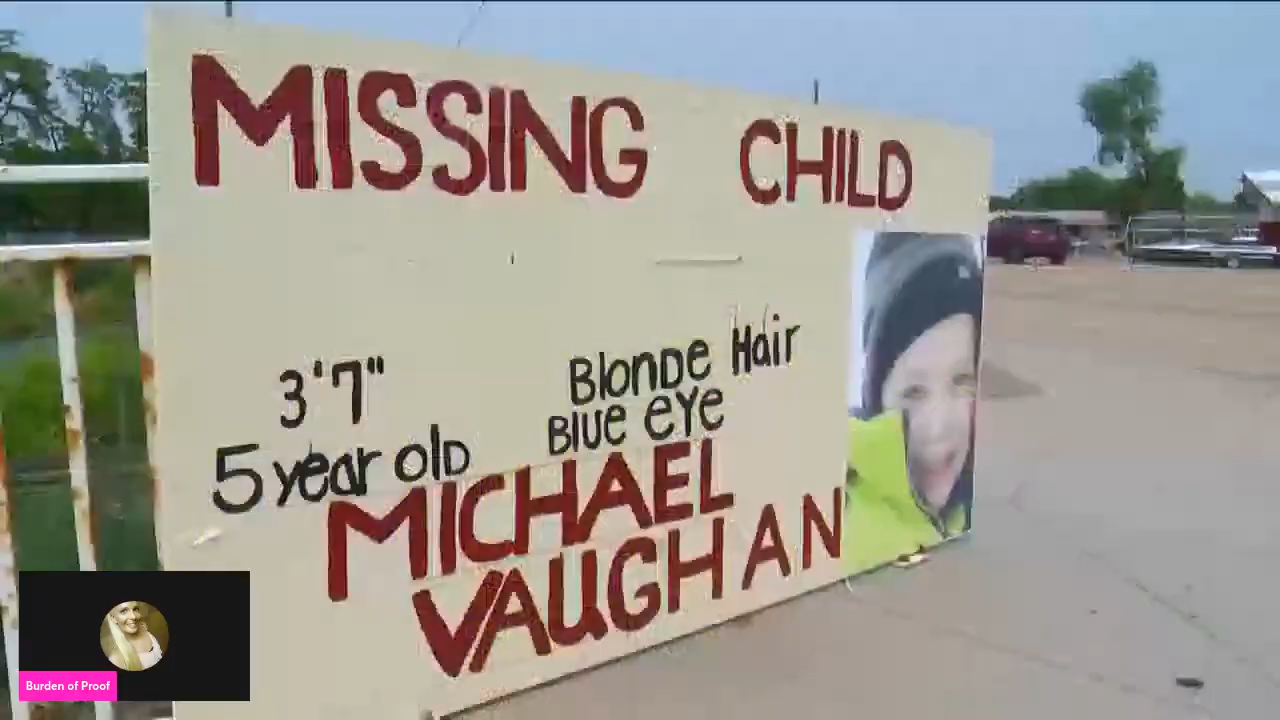 MISSING CHILD
3'7" Blonde Hair
Blue eye
5 year old
MICHAEL
VAUGHAN
Burden of Proof